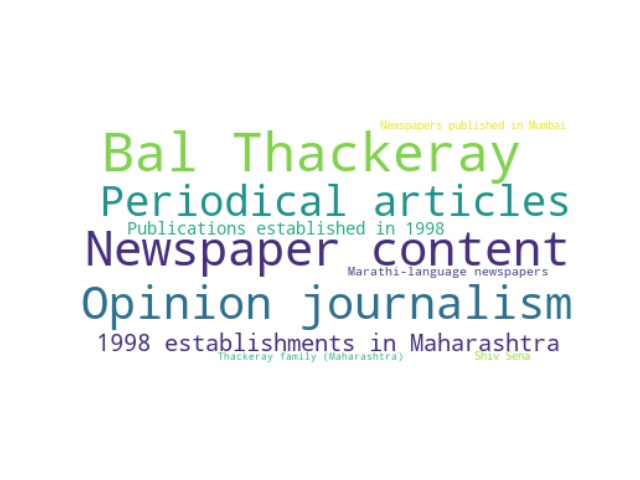 Newspapers published in Mumbai
Bal Thackeray
Periodical articles
Publications established in 1998
Newspaper content
Marathi-language newspapers
Opinion journalism
1998 establishments in Maharashtra
Thackeray family (Maharashtra)
Shiv Sena